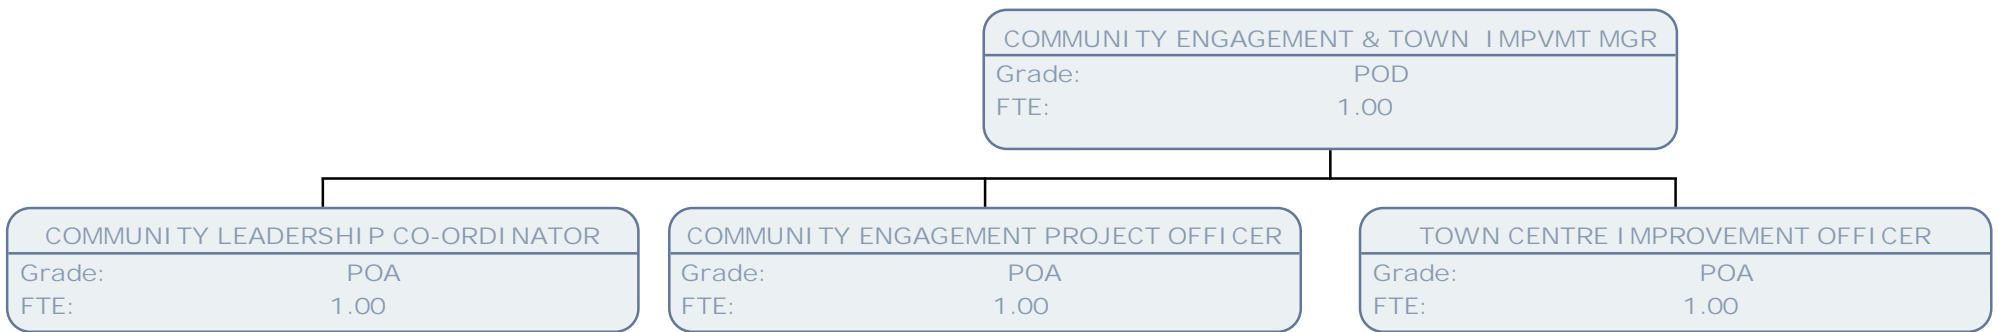 COMMUNITY ENGAGEMENT & TOWN IMPVMT MGR
Grade: POD
FTE: 1.00
COMMUNITY LEADERSHIP CO-ORDINATOR
Grade: POA
FTE: 1.00
COMMUNITY ENGAGEMENT PROJECT OFFICER
Grade: POA
FTE: 1.00
TOWN CENTRE IMPROVEMENT OFFICER
Grade: POA
FTE: 1.00